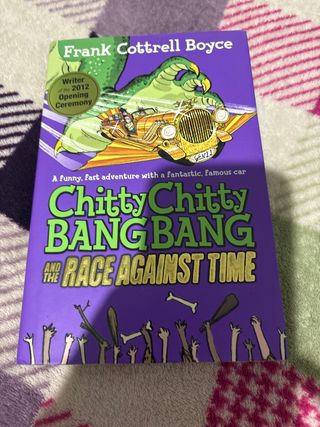 Frank Cottrell Boyce
Writer
of the 2012
Opening
Ceremony
GEN11
A funny, fast adventure with a fantastic, famous car
Chitty Chitty
BANG BANG
AND THE RACE AGAINST TIME